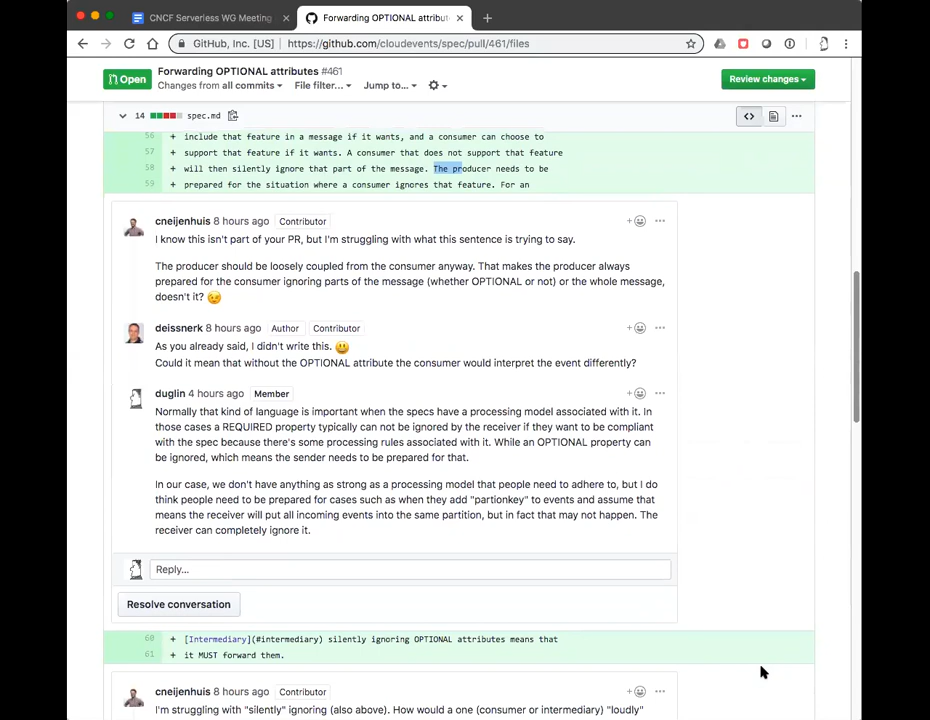 CNCF Serverless WG Meeting
Forwarding OPTIONAL attribut
GitHub, Inc. [US] https://github.com/cloudevents/spec/pull/461/files
Open
Forwarding OPTIONAL attributes #461
Changes from all commits File filter... Jump to...
Review changes
14 spec.md
56 + include that feature in a message if it wants, and a consumer can choose to
57 + support that feature if it wants. A consumer that does not support that feature
58 + will then silently ignore that part of the message. The producer needs to be
59 + prepared for the situation where a consumer ignores that feature. For an
cneijenhuis 8 hours ago Contributor
I know this isn't part of your PR, but I'm struggling with what this sentence is trying to say.
The producer should be loosely coupled from the consumer anyway. That makes the producer always
prepared for the consumer ignoring parts of the message (whether OPTIONAL or not) or the whole message,
doesn't it? 😉
deissnerk 8 hours ago Author Contributor
As you already said, I didn't write this. 😃
Could it mean that without the OPTIONAL attribute the consumer would interpret the event differently?
duglin 4 hours ago Member
Normally that kind of language is important when the specs have a processing model associated with it. In
those cases a REQUIRED property typically can not be ignored by the receiver if they want to be compliant
with the spec because there's some processing rules associated with it. While an OPTIONAL property can
be ignored, which means the sender needs to be prepared for that.
In our case, we don't have anything as strong as a processing model that people need to adhere to, but I do
think people need to be prepared for cases such as when they add "partionkey" to events and assume that
means the receiver will put all incoming events into the same partition, but in fact that may not happen. The
receiver can completely ignore it.
Reply...
Resolve conversation
60 + [Intermediary](#intermediary) silently ignoring OPTIONAL attributes means that
61 + it MUST forward them.
cneijenhuis 8 hours ago Contributor
I'm struggling with "silently" ignoring (also above). How would a one (consumer or intermediary) "loudly"